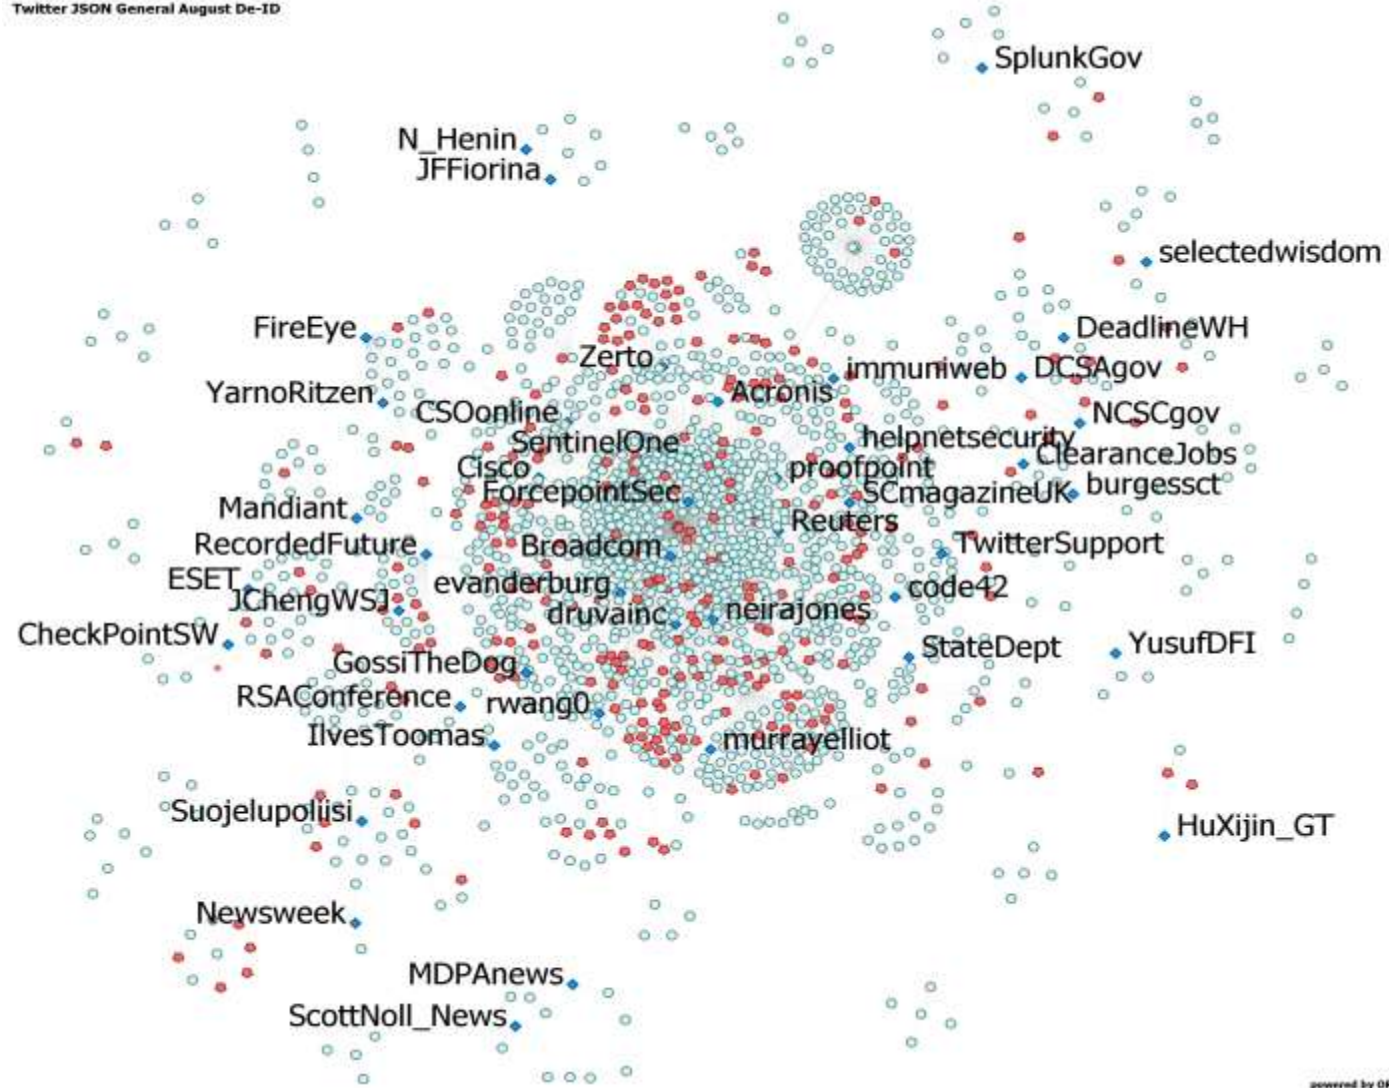 Twitter JSON General August De-ID
SplunkGov
N_Henin
JFFiorina
selectedwisdom
FireEye
DeadlineWH
Zerto
immuniweb
DCSAgov
YarnoRitzen
Acronis
CSOonline
NCSCgov
SentinelOne
helpnetsecurity
ClearanceJobs
Cisco
proofpoint
ForcepointSec
SCmagazineUK
burgessct
Mandiant
Reuters
RecordedFuture
Broadcom
TwitterSupport
ESET
evanderburg
code42
JChengWSJ
druvainc
neirajones
CheckPointSW
StateDept
YusufDFI
GossiTheDog
RSAConference
rwang0
IlvesToomas
murrayelliot
Suojelupoliisi
HuXijin_GT
Newsweek
MDPAnews
ScottNoll_News
powered by